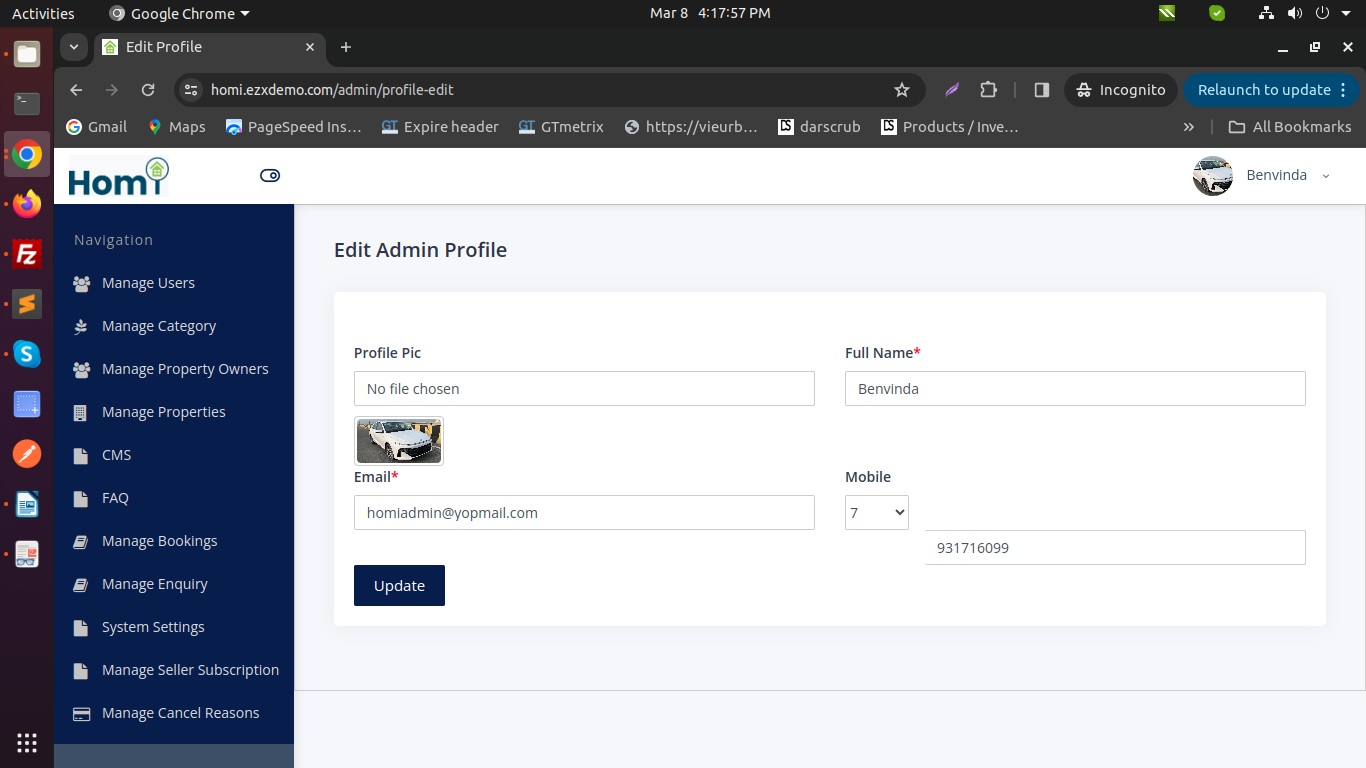 Activities Google Chrome Mar 8 4:17:57 PM
Edit Profile
homi.ezxdemo.com/admin/profile-edit Incognito Relaunch to update
Gmail Maps PageSpeed Ins… GT Expire header GT GTmetrix https://vieurb… DS darscrub DS Products / Inve… » All Bookmarks
Homi
Benvinda
Navigation
Manage Users
Manage Category
Manage Property Owners
Manage Properties
CMS
FAQ
Manage Bookings
Manage Enquiry
System Settings
Manage Seller Subscription
Manage Cancel Reasons
Edit Admin Profile
Profile Pic
No file chosen
Full Name*
Benvinda
Email*
homiadmin@yopmail.com
Mobile
7
931716099
Update